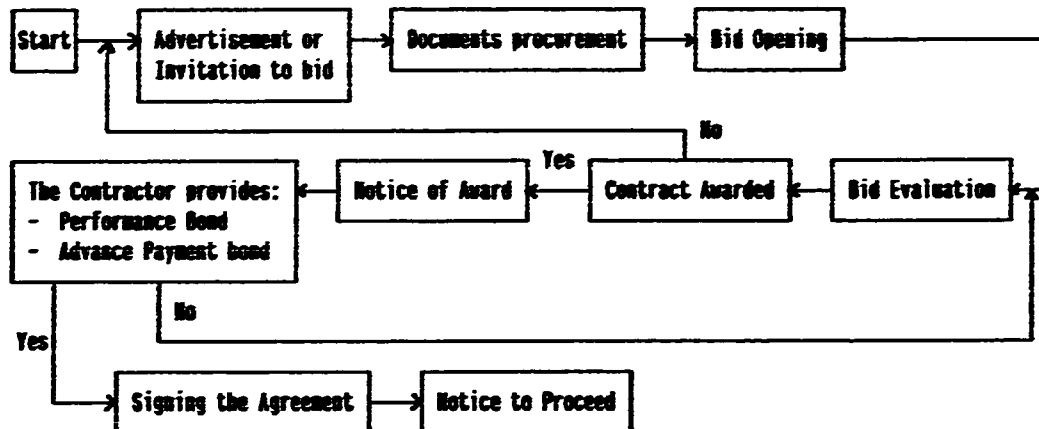 Start
Advertisement or
Invitation to bid
Documents procurement
Bid Opening
No
Yes
The Contractor provides:
- Performance Bond
- Advance Payment bond
Notice of Award
Contract Awarded
Bid Evaluation
No
Yes
Signing the Agreement
Notice to Proceed